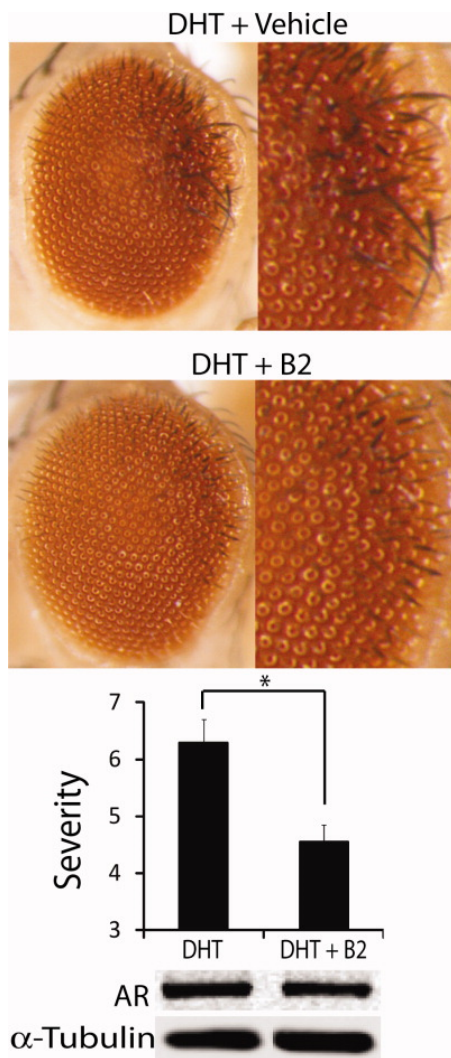 DHT + Vehicle
DHT + B2
*
7
6
5
4
3
Severity
DHT DHT + B2
AR
α-Tubulin